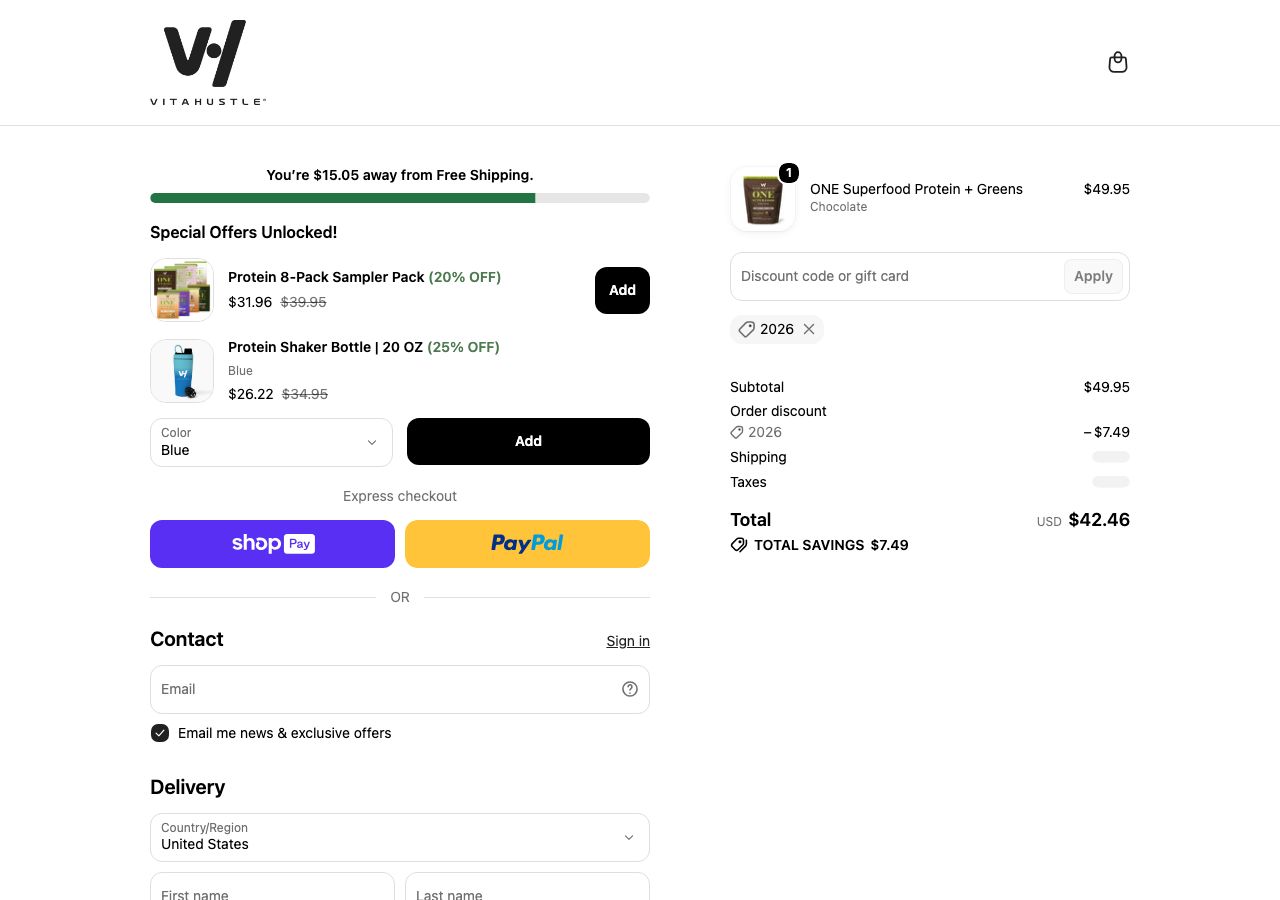 VITAHUSTLE
You're $15.05 away from Free Shipping.
Special Offers Unlocked!
Protein 8-Pack Sampler Pack (20% OFF)
$31.96 $39.95
Add
Protein Shaker Bottle | 20 OZ (25% OFF)
Blue
$26.22 $34.95
Color
Blue
Add
Express checkout
shop Pay
PayPal
OR
Contact
Sign in
Email
Email me news & exclusive offers
Delivery
Country/Region
United States
First name
Last name
1
ONE
ONE Superfood Protein + Greens
$49.95
Chocolate
Discount code or gift card
Apply
2026
Subtotal
$49.95
Order discount
2026
– $7.49
Shipping
Taxes
Total
USD $42.46
TOTAL SAVINGS $7.49